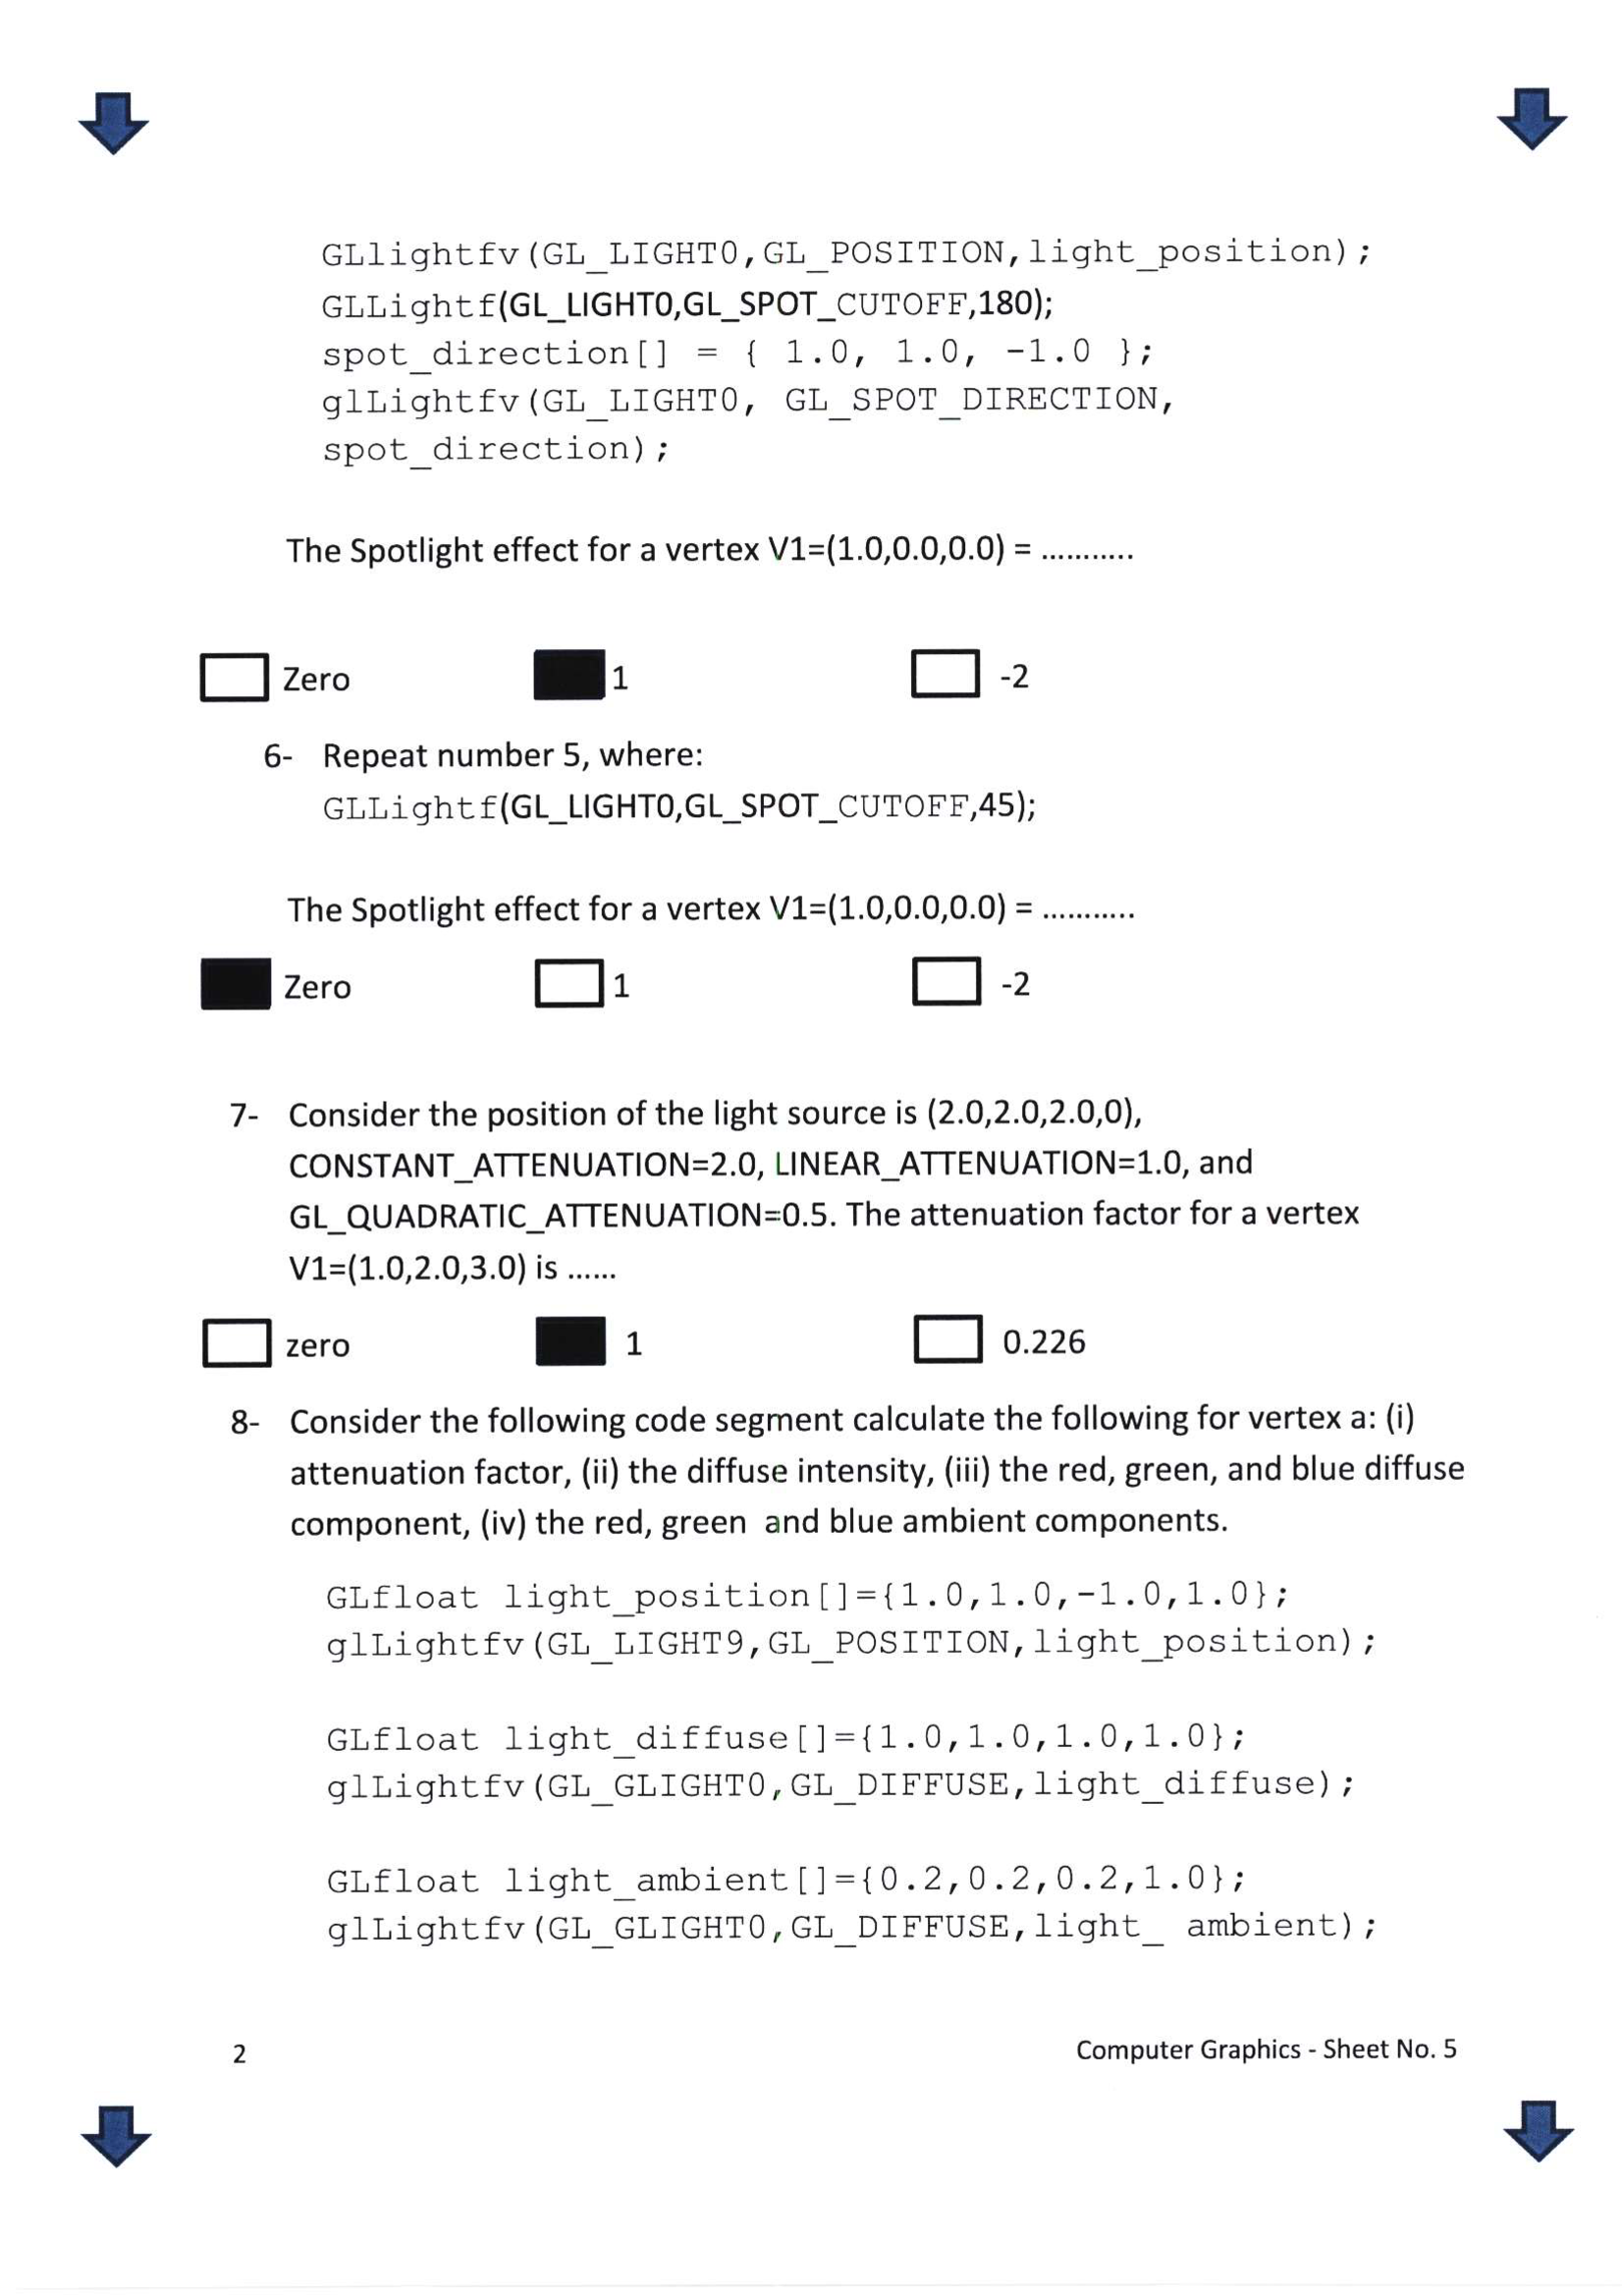 GLlightfv(GL_LIGHT0,GL_POSITION,light_position);
GLLightf(GL_LIGHT0,GL_SPOT_CUTOFF,180);
spot_direction[] = { 1.0, 1.0, -1.0 };
glLightfv(GL_LIGHT0, GL_SPOT_DIRECTION,
spot_direction);
The Spotlight effect for a vertex V1=(1.0,0.0,0.0) = ...........
Zero 1 -2
6- Repeat number 5, where:
GLLightf(GL_LIGHT0,GL_SPOT_CUTOFF,45);
The Spotlight effect for a vertex V1=(1.0,0.0,0.0) = ...........
Zero 1 -2
7- Consider the position of the light source is (2.0,2.0,2.0,0),
CONSTANT_ATTENUATION=2.0, LINEAR_ATTENUATION=1.0, and
GL_QUADRATIC_ATTENUATION=0.5. The attenuation factor for a vertex
V1=(1.0,2.0,3.0) is ......
zero 1 0.226
8- Consider the following code segment calculate the following for vertex a: (i)
attenuation factor, (ii) the diffuse intensity, (iii) the red, green, and blue diffuse
component, (iv) the red, green and blue ambient components.
GLfloat light_position[]={1.0,1.0,-1.0,1.0};
glLightfv(GL_LIGHT9,GL_POSITION,light_position);
GLfloat light_diffuse[]={1.0,1.0,1.0,1.0};
glLightfv(GL_GLIGHT0,GL_DIFFUSE,light_diffuse);
GLfloat light_ambient[]={0.2,0.2,0.2,1.0};
glLightfv(GL_GLIGHT0,GL_DIFFUSE,light_ ambient);
2 Computer Graphics - Sheet No. 5